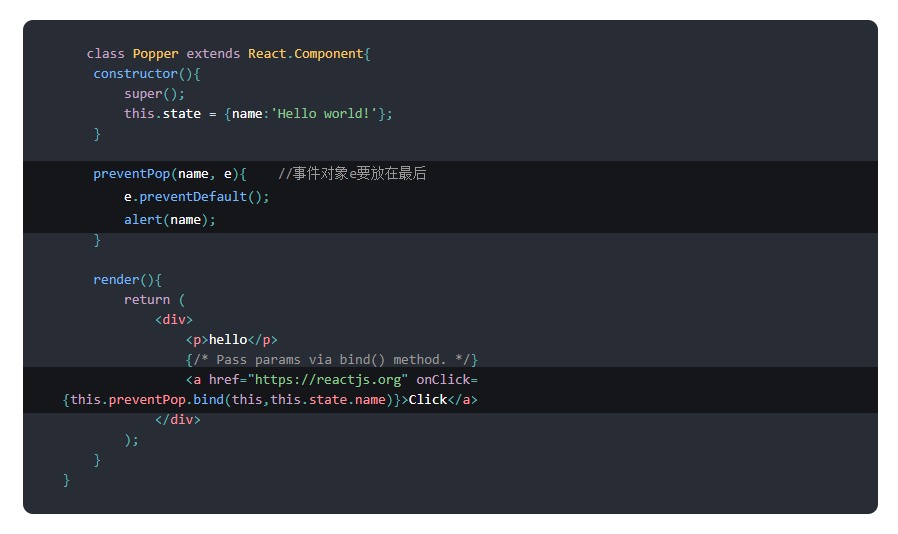 class Popper extends React.Component{
constructor(){
super();
this.state = {name:'Hello world!'};
}
preventPop(name, e){    //事件对象e要放在最后
e.preventDefault();
alert(name);
}
render(){
return (
<div>
<p>hello</p>
{/* Pass params via bind() method. */}
<a href="https://reactjs.org" onClick=
{this.preventPop.bind(this,this.state.name)}>Click</a>
</div>
);
}
}